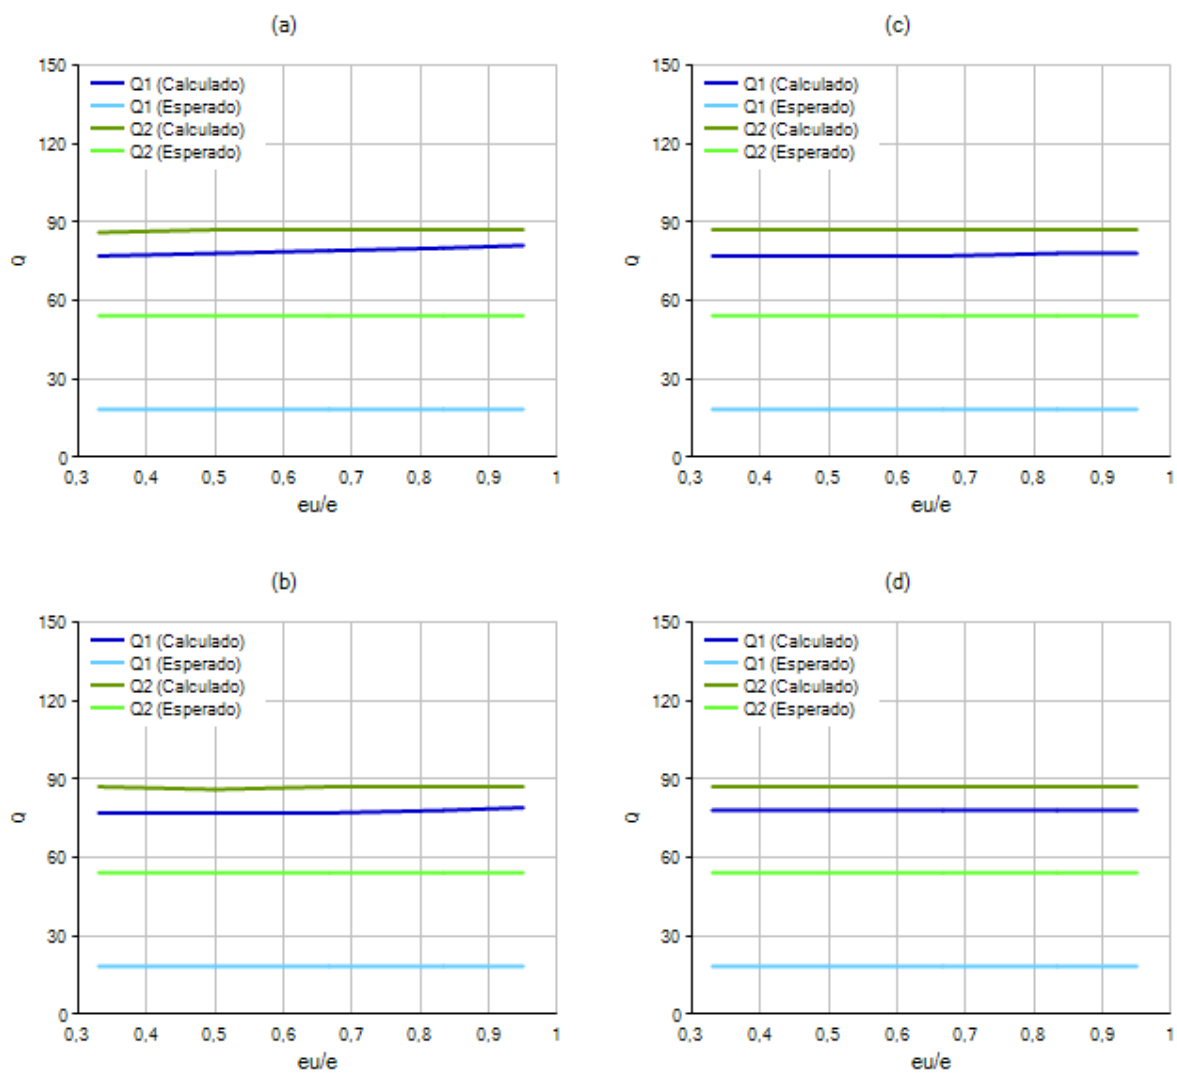 (a)
150
120
90
60
30
0
Q
Q1 (Calculado)
Q1 (Esperado)
Q2 (Calculado)
Q2 (Esperado)
0,3 0,4 0,5 0,6 0,7 0,8 0,9 1
eu/e
(c)
150
120
90
60
30
0
Q
Q1 (Calculado)
Q1 (Esperado)
Q2 (Calculado)
Q2 (Esperado)
0,3 0,4 0,5 0,6 0,7 0,8 0,9 1
eu/e
(b)
150
120
90
60
30
0
Q
Q1 (Calculado)
Q1 (Esperado)
Q2 (Calculado)
Q2 (Esperado)
0,3 0,4 0,5 0,6 0,7 0,8 0,9 1
eu/e
(d)
150
120
90
60
30
0
Q
Q1 (Calculado)
Q1 (Esperado)
Q2 (Calculado)
Q2 (Esperado)
0,3 0,4 0,5 0,6 0,7 0,8 0,9 1
eu/e